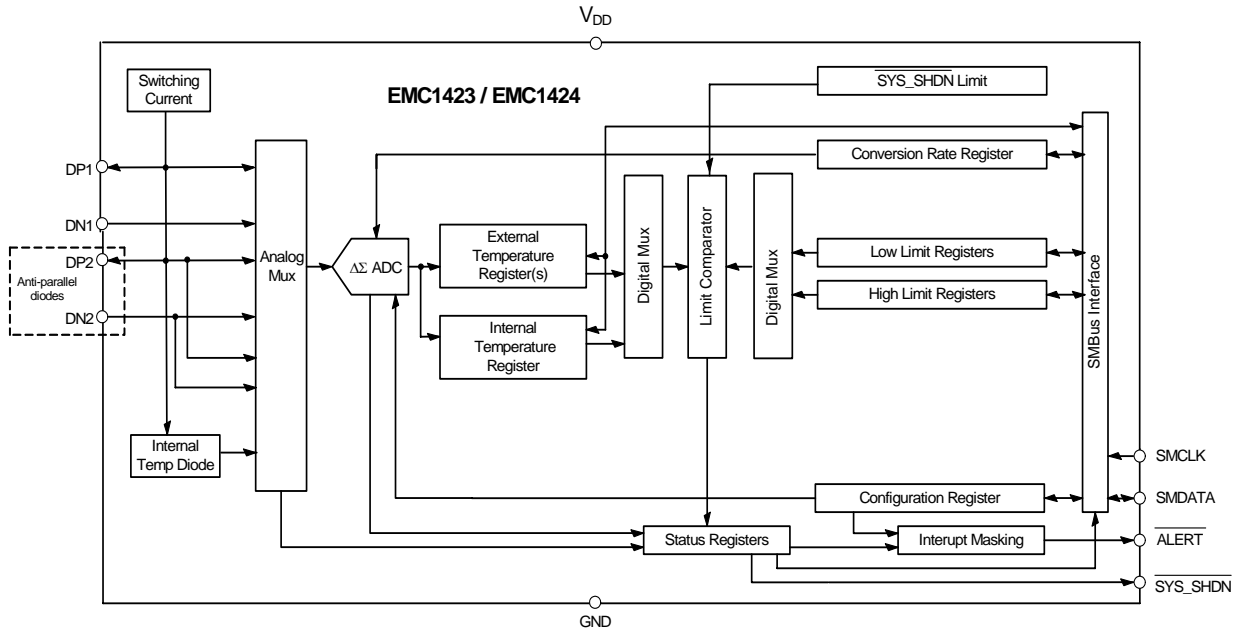 VDD
Switching
Current
EMC1423 / EMC1424
SYS_SHDN Limit
Conversion Rate Register
DP1
DN1
DP2
Anti-parallel
diodes
DN2
Analog
Mux
ΔΣ ADC
External
Temperature
Register(s)
Internal
Temperature
Register
Digital Mux
Limit Comparator
Digital Mux
Low Limit Registers
High Limit Registers
SMBus Interface
Internal
Temp Diode
SMCLK
Configuration Register
SMDATA
Status Registers
Interupt Masking
ALERT
SYS_SHDN
GND